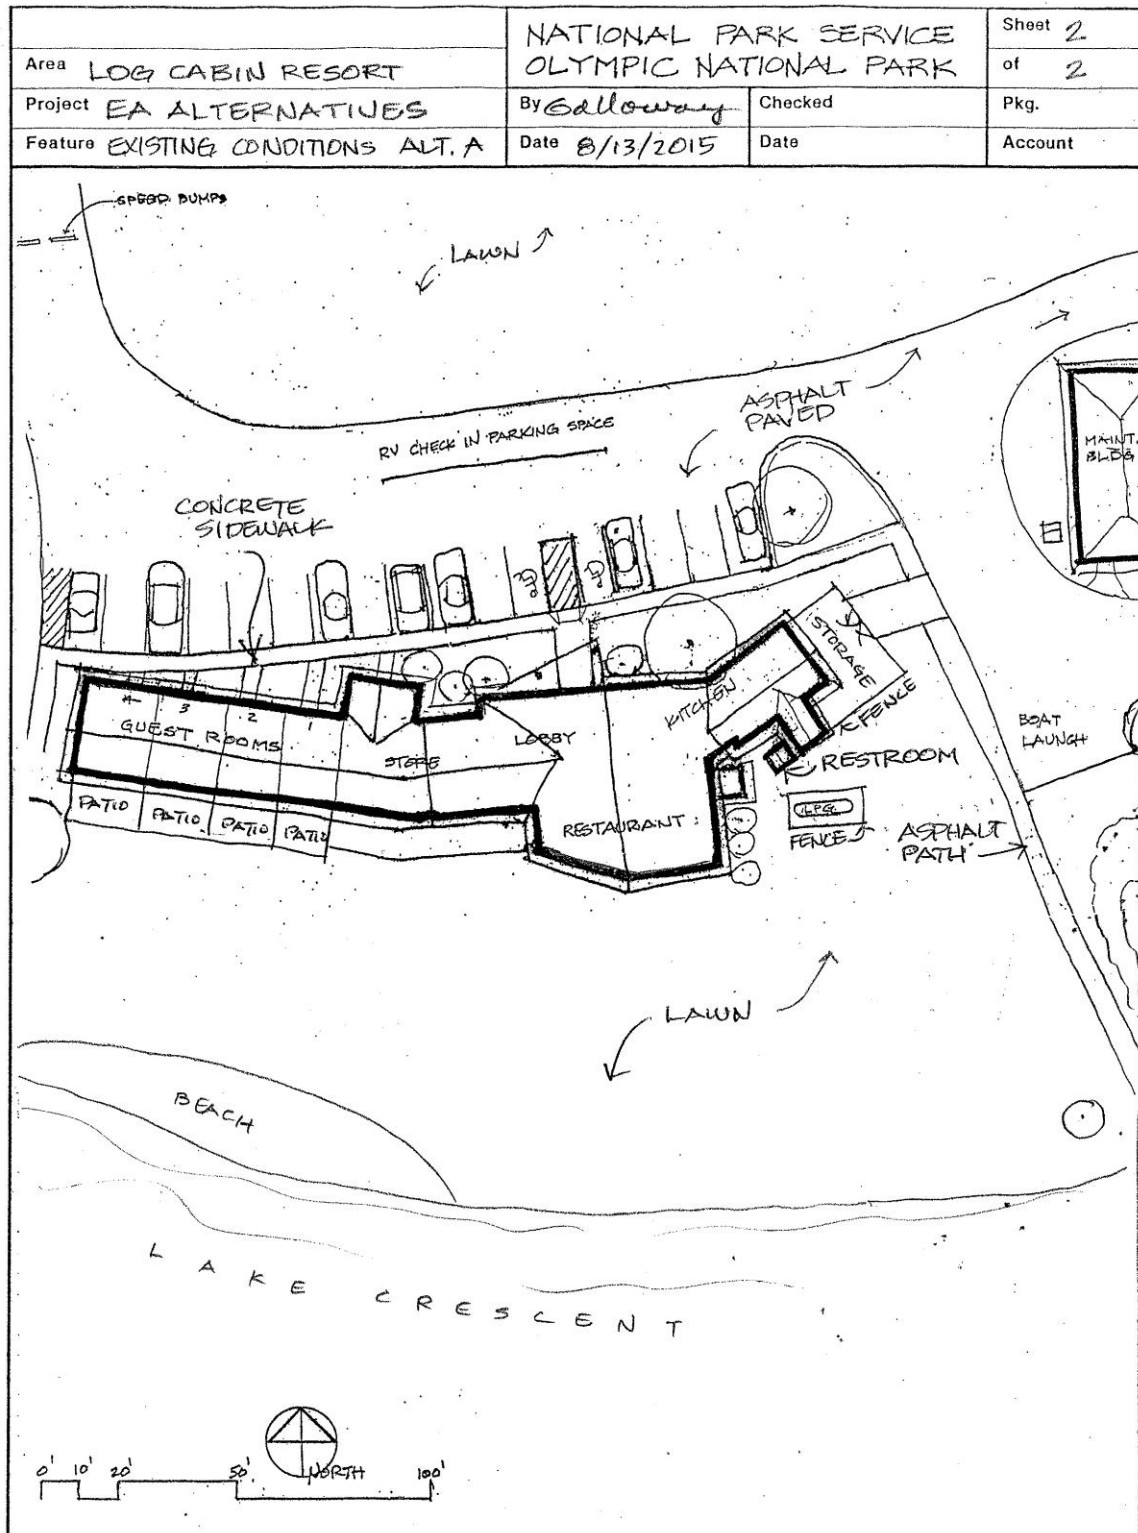 NATIONAL PARK SERVICE
OLYMPIC NATIONAL PARK
Sheet 2
of 2
Area LOG CABIN RESORT
Project EA ALTERNATIVES
By Galloway
Checked
Pkg.
Feature EXISTING CONDITIONS ALT. A
Date 8/13/2015
Date
Account
SPEED BUMPS
LAWN
ASPHALT
PAVED
RV CHECK IN PARKING SPACE
MAINT.
BLDG
CONCRETE
SIDEWALK
STORAGE
KITCHEN
FENCE
4
3
2
1
GUEST ROOMS
STORE
LOBBY
BOAT
LAUNCH
RESTROOM
PATIO
PATIO
PATIO
PATIO
RESTAURANT
LPG
FENCE
ASPHALT
PATH
LAWN
BEACH
LAKE CRESCENT
NORTH
0' 10' 20' 50' 100'